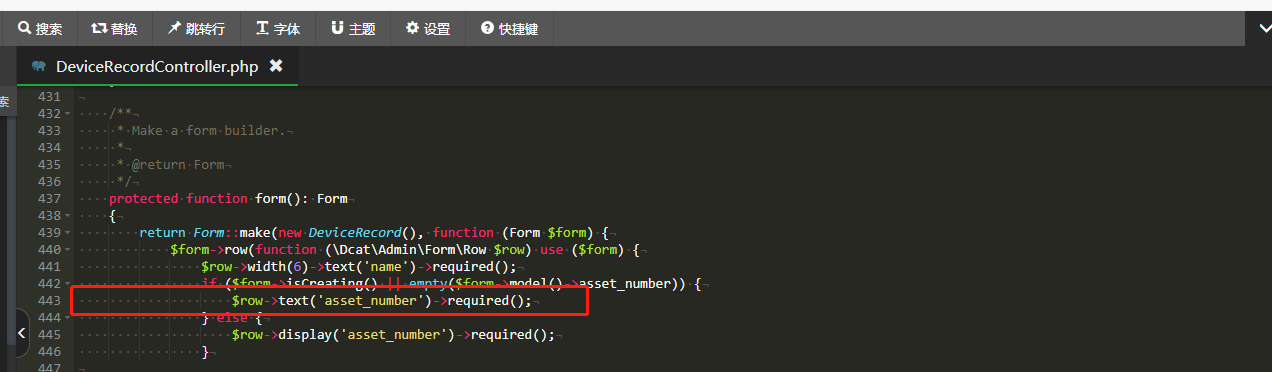 搜索 替换 跳转行 字体 主题 设置 快捷键
DeviceRecordController.php
索
431
432 /**
433 * Make a form builder.
434 *
435 * @return Form
436 */
437 protected function form(): Form
438 {
439 return Form::make(new DeviceRecord(), function (Form $form) {
440 $form->row(function (\Dcat\Admin\Form\Row $row) use ($form) {
441 $row->width(6)->text('name')->required();
442 if ($form->isCreating() || empty($form->model()->asset_number)) {
443 $row->text('asset_number')->required();
444 } else {
445 $row->display('asset_number')->required();
446 }
447